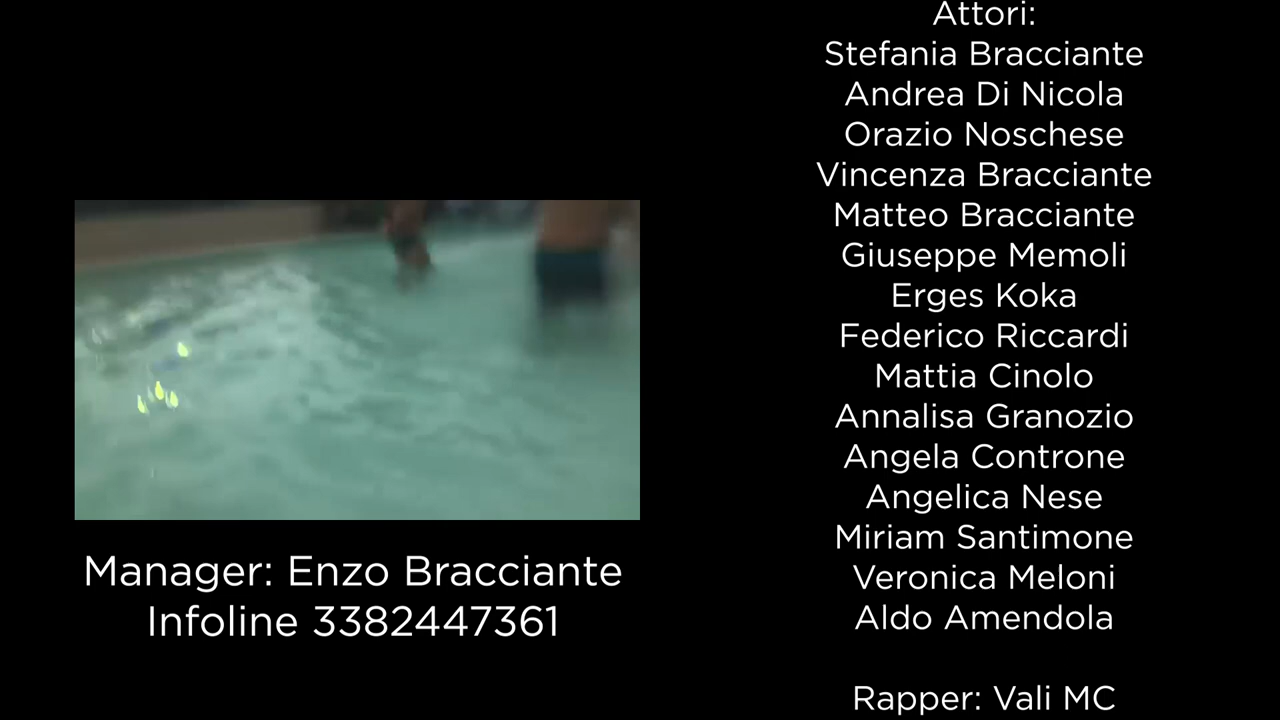 Attori:
Stefania Bracciante
Andrea Di Nicola
Orazio Noschese
Vincenza Bracciante
Matteo Bracciante
Giuseppe Memoli
Erges Koka
Federico Riccardi
Mattia Cinolo
Annalisa Granozio
Angela Controne
Angelica Nese
Miriam Santimone
Veronica Meloni
Aldo Amendola
Rapper: Vali MC
Manager: Enzo Bracciante
Infoline 3382447361